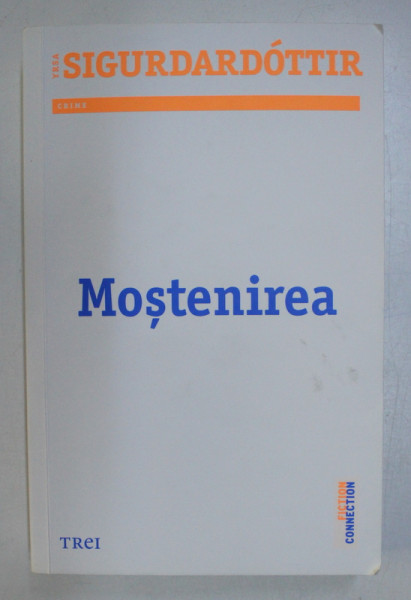 YRSA
SIGURDARDÓTTIR
CRIME
Moștenirea
FICTION
CONNECTION
TREI